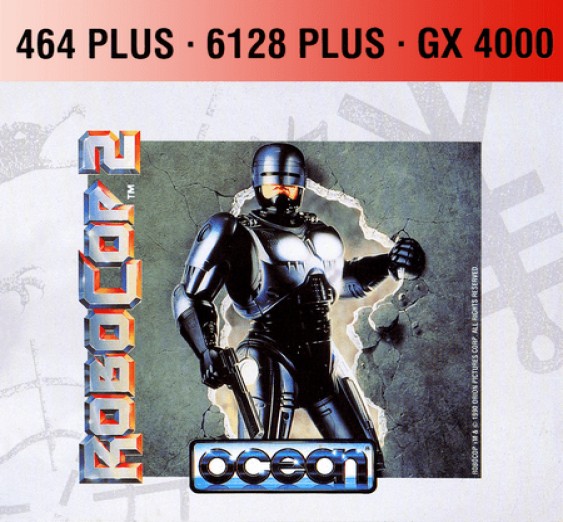 464 PLUS · 6128 PLUS · GX 4000
ROBOCOP 2
TM
ocean®
ROBOCOP TM & © 1990 ORION PICTURES CORP. ALL RIGHTS RESERVED.